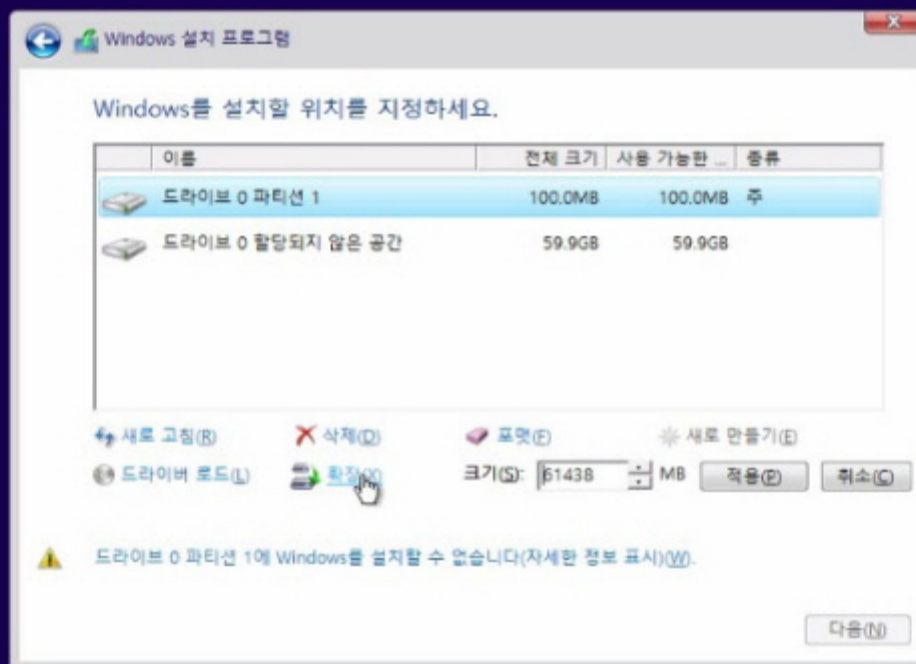 Windows 설치 프로그램
Windows를 설치할 위치를 지정하세요.
이름 전체 크기 사용 가능한 ... 종류
드라이브 0 파티션 1 100.0MB 100.0MB 주
드라이브 0 할당되지 않은 공간 59.9GB 59.9GB
새로 고침(R) 삭제(D) 포맷(F) 새로 만들기(E)
드라이버 로드(L) 확장(X) 크기(S): 61438 MB 적용(P) 취소(C)
드라이브 0 파티션 1에 Windows를 설치할 수 없습니다(자세한 정보 표시)(W).
다음(N)